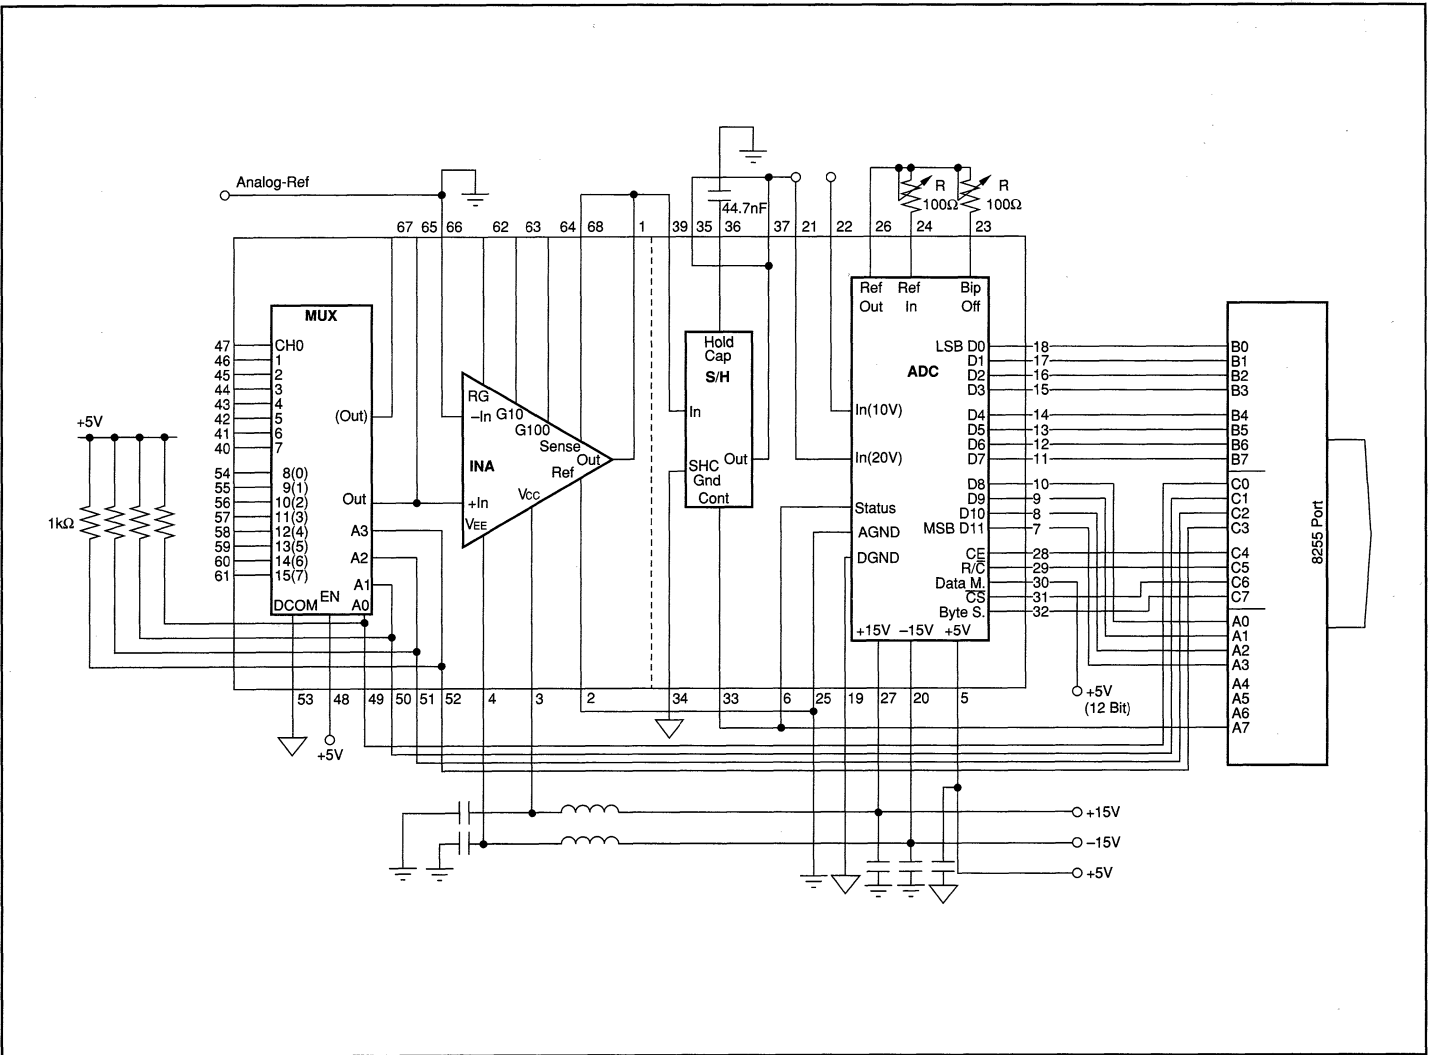 Analog-Ref
44.7nF
R
100Ω
R
100Ω
67 65 66 62 63 64 68 1 39 35 36 37 21 22 26 24 23
MUX
47 CH0
46 1
45 2
44 3
43 4
42 5
41 6
40 7
54 8(0)
55 9(1)
56 10(2)
57 11(3)
58 12(4)
59 13(5)
60 14(6)
61 15(7)
(Out)
Out
A3
A2
A1
A0
EN
DCOM
+5V
1kΩ
RG
–In
G10
G100
Sense
Out
Ref
INA
VCC
+In
VEE
Hold
Cap
S/H
In
Out
SHC
Gnd
Cont
Ref
Out
Ref
In
Bip
Off
ADC
In(10V)
In(20V)
Status
AGND
DGND
+15V –15V +5V
LSB D0 18 B0
D1 17 B1
D2 16 B2
D3 15 B3
D4 14 B4
D5 13 B5
D6 12 B6
D7 11 B7
D8 10 C0
D9 9 C1
D10 8 C2
MSB D11 7 C3
CE 28 C4
R/C̅ 29 C5
Data M. 30 C6
C̅S̅ 31 C7
Byte S. 32
A0
A1
A2
A3
A4
A5
A6
A7
8255 Port
+5V
(12 Bit)
53 48 49 50 51 52 4 3 2 34 33 6 25 19 27 20 5
+5V
+15V
–15V
+5V